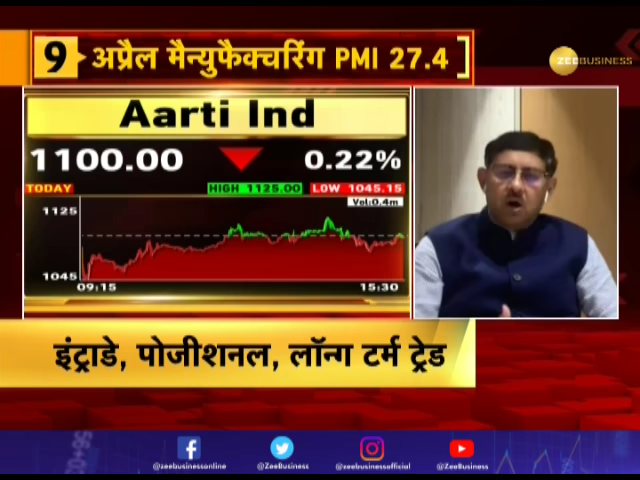 9 अप्रैल मैन्युफैक्चरिंग PMI 27.4
ZEEBUSINESS
Aarti Ind
1100.00 0.22%
TODAY HIGH 1125.00 LOW 1045.15
Vol:0.4m
1125
1045
09:15 15:30
इंट्राडे, पोजीशनल, लॉन्ग टर्म ट्रेड
@zeebusinessonline @ZeeBusiness @zeebusinessofficial @ZeeBusiness